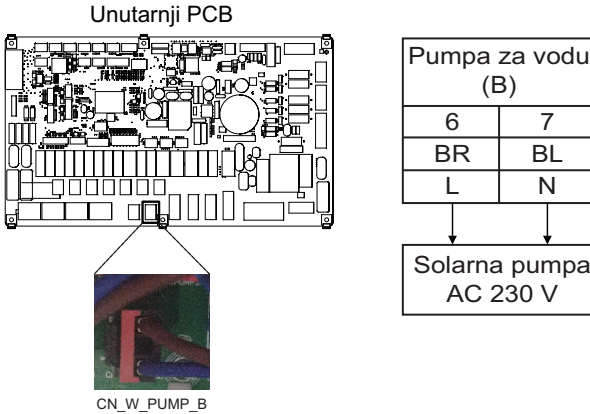 Unutarnji PCB
Pumpa za vodu
(B)
6 7
BR BL
L N
Solarna pumpa
AC 230 V
CN_W_PUMP_B